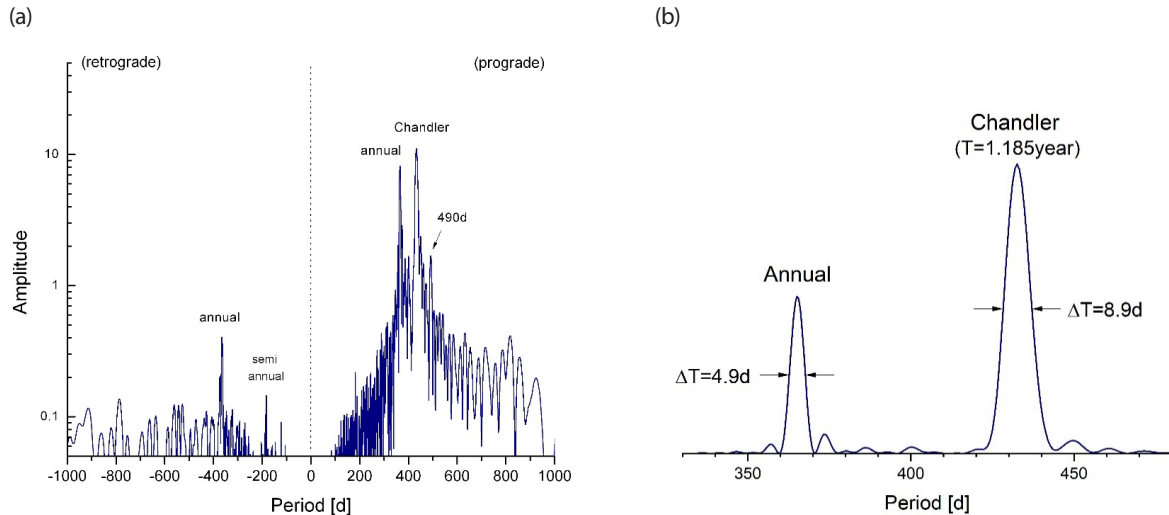 (a)
(retrograde)
(prograde)
Amplitude
10
1
0.1
Chandler
annual
490d
annual
semi
annual
-1000 -800 -600 -400 -200 0 200 400 600 800 1000
Period [d]
(b)
Chandler
(T=1.185year)
Annual
ΔT=8.9d
ΔT=4.9d
350 400 450
Period [d]